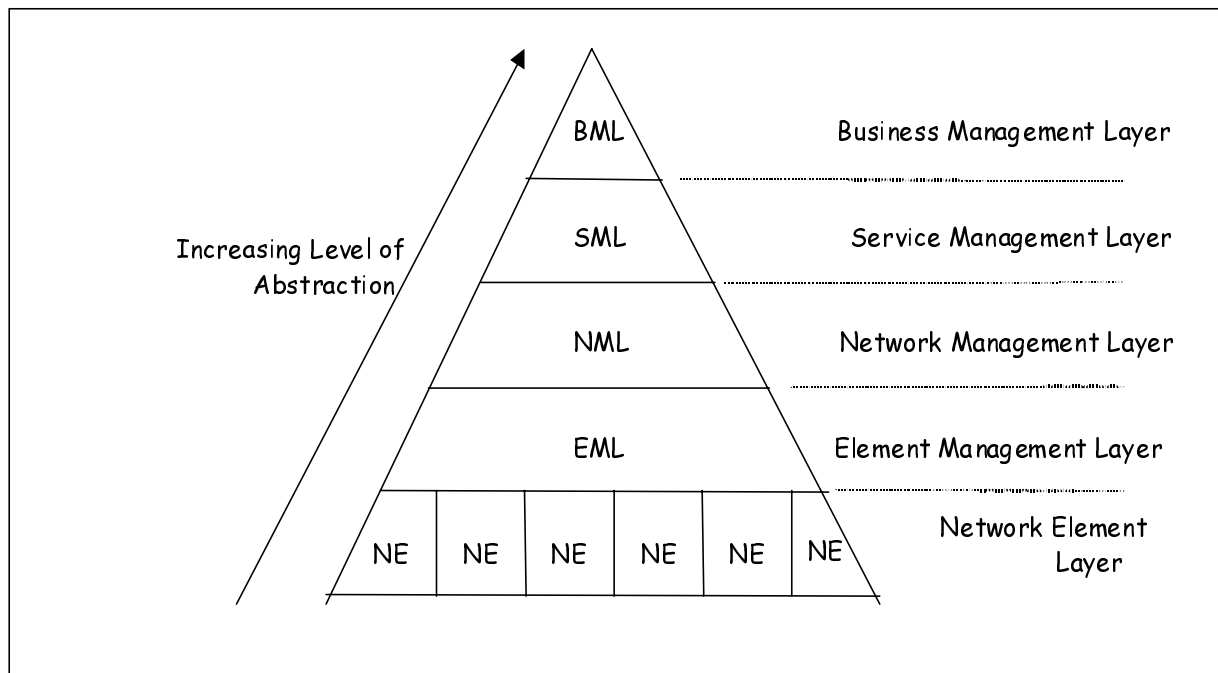 BML
Business Management Layer
SML
Service Management Layer
Increasing Level of
Abstraction
NML
Network Management Layer
EML
Element Management Layer
NE NE NE NE NE NE
Network Element
Layer